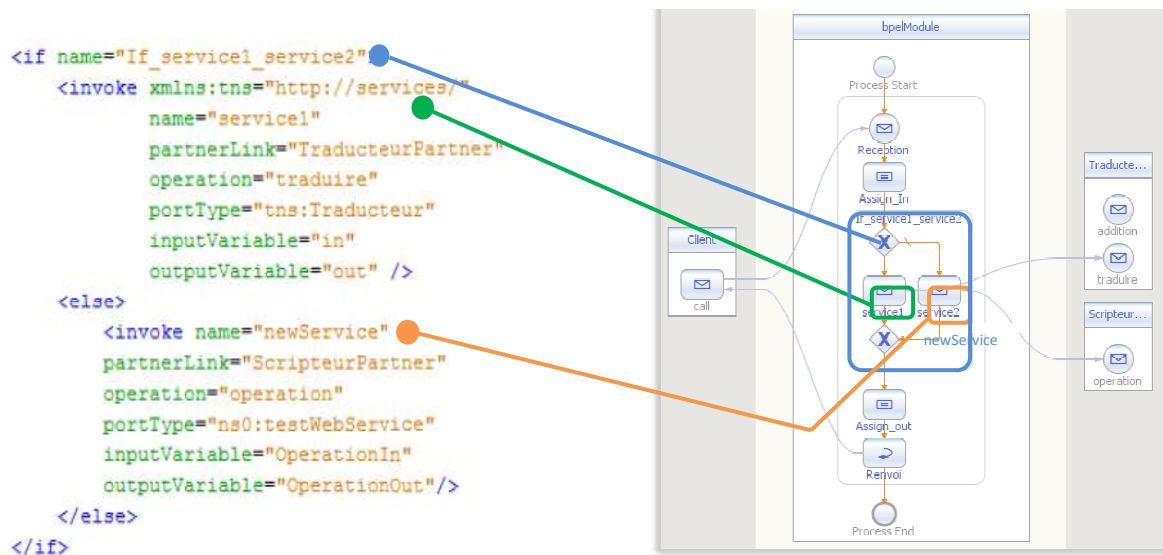 <if name="If_service1_service2">
<invoke xmlns:tns="http://services/"
name="service1"
partnerLink="TraducteurPartner"
operation="traduire"
portType="tns:Traducteur"
inputVariable="in"
outputVariable="out" />
<else>
<invoke name="newService"
partnerLink="ScripteurPartner"
operation="operation"
portType="ns0:testWebService"
inputVariable="OperationIn"
outputVariable="OperationOut"/>
</else>
</if>
bpelModule
Process Start
Reception
Assign_In
If_service1_service2
service1
service2
newService
Assign_out
Renvoi
Process End
Client
call
Traducte...
addition
traduire
Scripteur...
operation